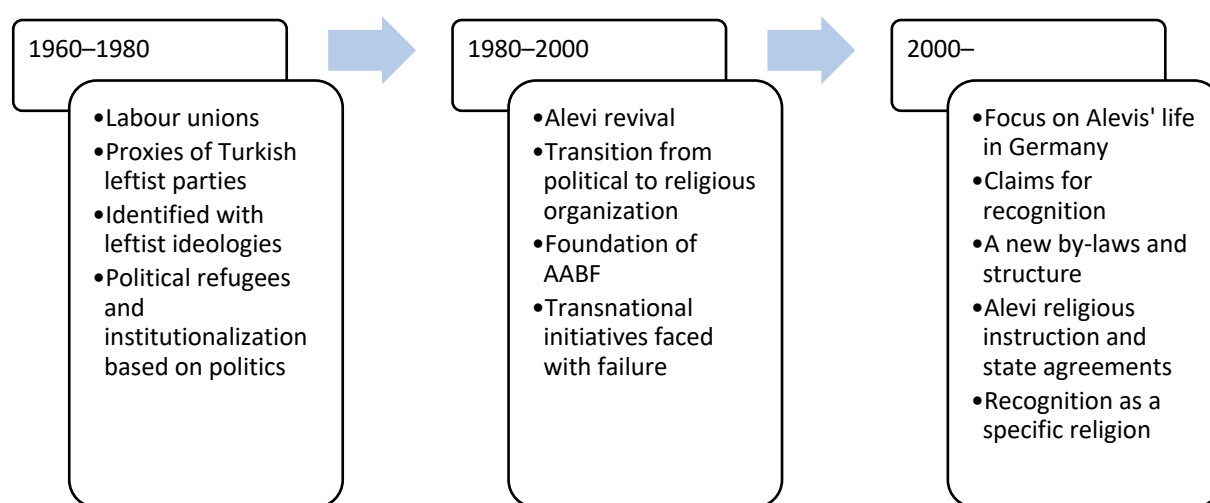 1960–1980
•Labour unions
•Proxies of Turkish
leftist parties
•Identified with
leftist ideologies
•Political refugees
and
institutionalization
based on politics
1980–2000
•Alevi revival
•Transition from
political to religious
organization
•Foundation of
AABF
•Transnational
initiatives faced
with failure
2000–
•Focus on Alevis' life
in Germany
•Claims for
recognition
•A new by-laws and
structure
•Alevi religious
instruction and
state agreements
•Recognition as a
specific religion